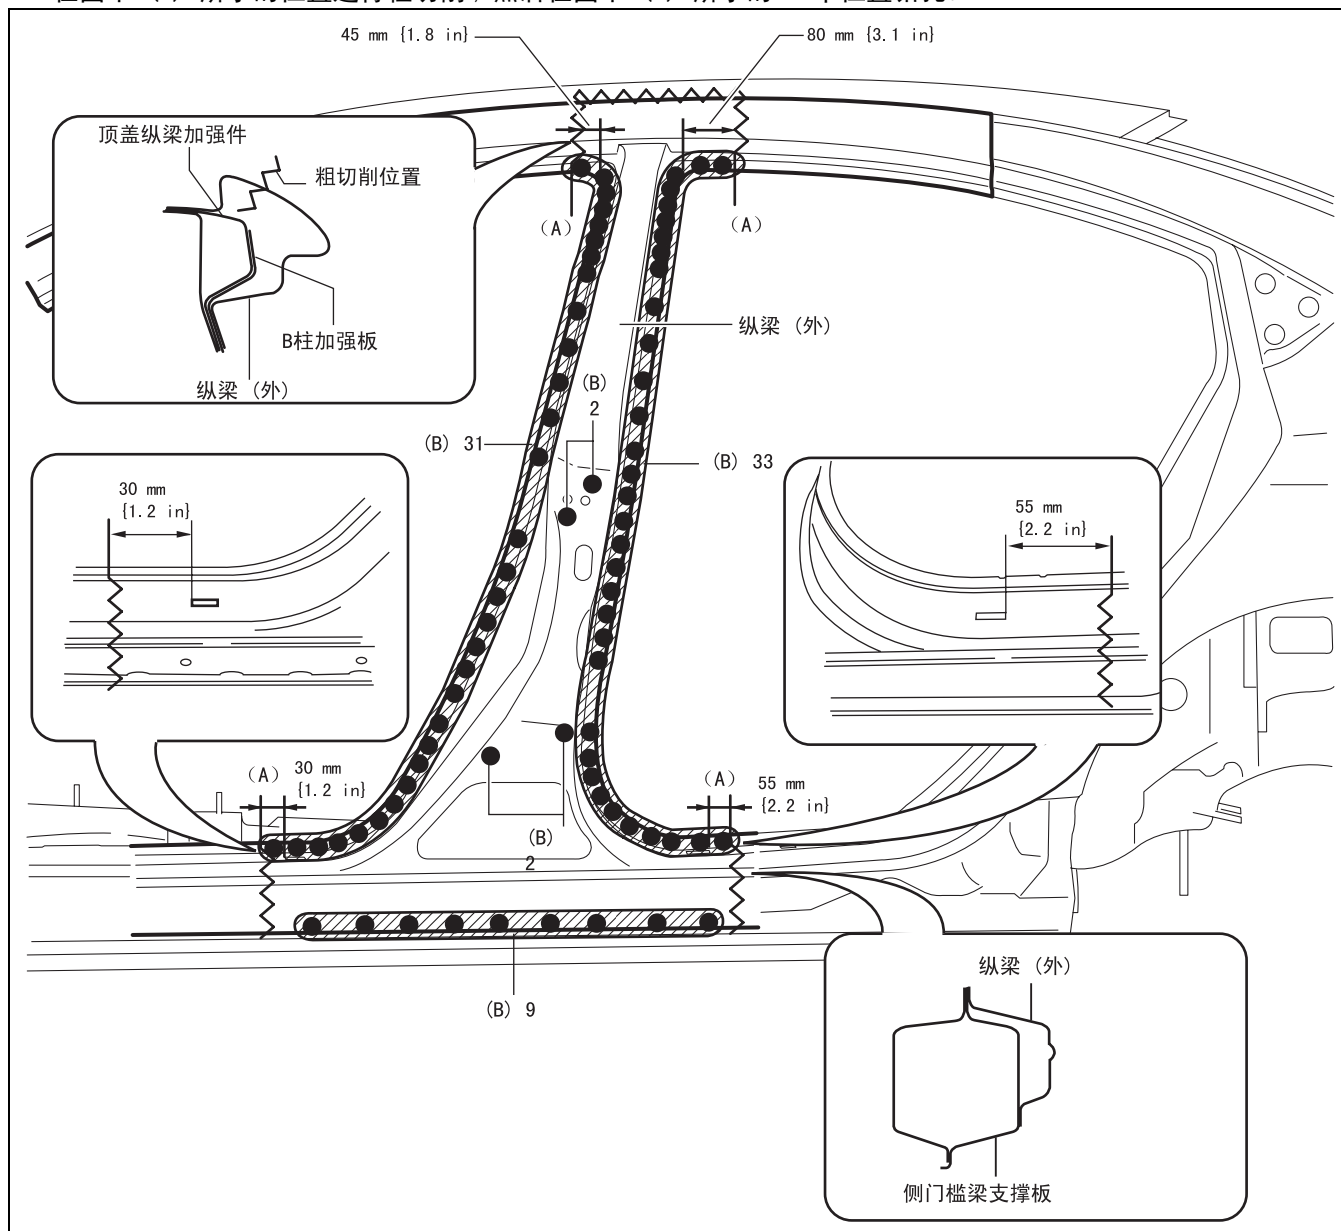 45 mm {1.8 in}
80 mm {3.1 in}
顶盖纵梁加强件
粗切削位置
B柱加强板
纵梁 (外)
(A)
(A)
纵梁 (外)
(B)
2
(B) 31
(B) 33
30 mm
{1.2 in}
55 mm
{2.2 in}
(A)
30 mm
{1.2 in}
(A)
55 mm
{2.2 in}
(B)
2
(B) 9
纵梁 (外)
侧门槛梁支撑板